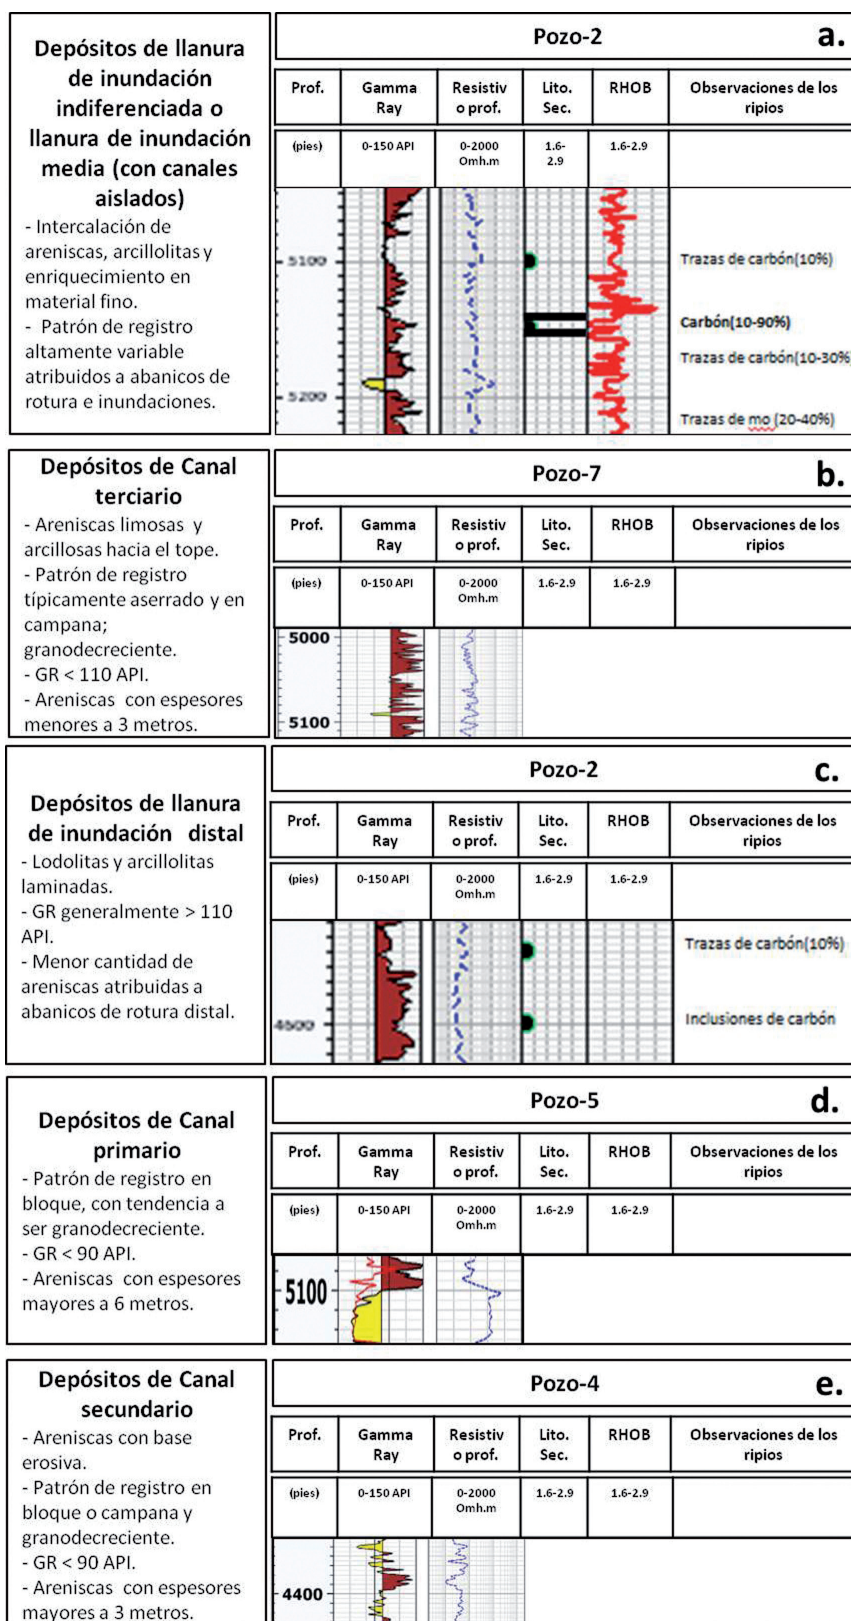 Depósitos de llanura
de inundación
indiferenciada o
llanura de inundación
media (con canales
aislados)
- Intercalación de
areniscas, arcillolitas y
enriquecimiento en
material fino.
- Patrón de registro
altamente variable
atribuidos a abanicos de
rotura e inundaciones.
Pozo-2
a.
Prof.
Gamma
Ray
Resistiv
o prof.
Lito.
Sec.
RHOB
Observaciones de los
ripios
(pies)
0-150 API
0-2000
Omh.m
1.6-
2.9
1.6-2.9
5100
5200
Trazas de carbón(10%)
Carbón(10-90%)
Trazas de carbón(10-30%
Trazas de mo (20-40%)
Depósitos de Canal
terciario
- Areniscas limosas y
arcillosas hacia el tope.
- Patrón de registro
típicamente aserrado y en
campana;
granodecreciente.
- GR < 110 API.
- Areniscas con espesores
menores a 3 metros.
Pozo-7
b.
Prof.
Gamma
Ray
Resistiv
o prof.
Lito.
Sec.
RHOB
Observaciones de los
ripios
(pies)
0-150 API
0-2000
Omh.m
1.6-2.9
1.6-2.9
5000
5100
Depósitos de llanura
de inundación distal
- Lodolitas y arcillolitas
laminadas.
- GR generalmente > 110
API.
- Menor cantidad de
areniscas atribuidas a
abanicos de rotura distal.
Pozo-2
c.
Prof.
Gamma
Ray
Resistiv
o prof.
Lito.
Sec.
RHOB
Observaciones de los
ripios
(pies)
0-150 API
0-2000
Omh.m
1.6-2.9
1.6-2.9
4500
Trazas de carbón(10%)
Inclusiones de carbón
Depósitos de Canal
primario
- Patrón de registro en
bloque, con tendencia a
ser granodecreciente.
- GR < 90 API.
- Areniscas con espesores
mayores a 6 metros.
Pozo-5
d.
Prof.
Gamma
Ray
Resistiv
o prof.
Lito.
Sec.
RHOB
Observaciones de los
ripios
(pies)
0-150 API
0-2000
Omh.m
1.6-2.9
1.6-2.9
5100
Depósitos de Canal
secundario
- Areniscas con base
erosiva.
- Patrón de registro en
bloque o campana y
granodecreciente.
- GR < 90 API.
- Areniscas con espesores
mayores a 3 metros.
Pozo-4
e.
Prof.
Gamma
Ray
Resistiv
o prof.
Lito.
Sec.
RHOB
Observaciones de los
ripios
(pies)
0-150 API
0-2000
Omh.m
1.6-2.9
1.6-2.9
4400